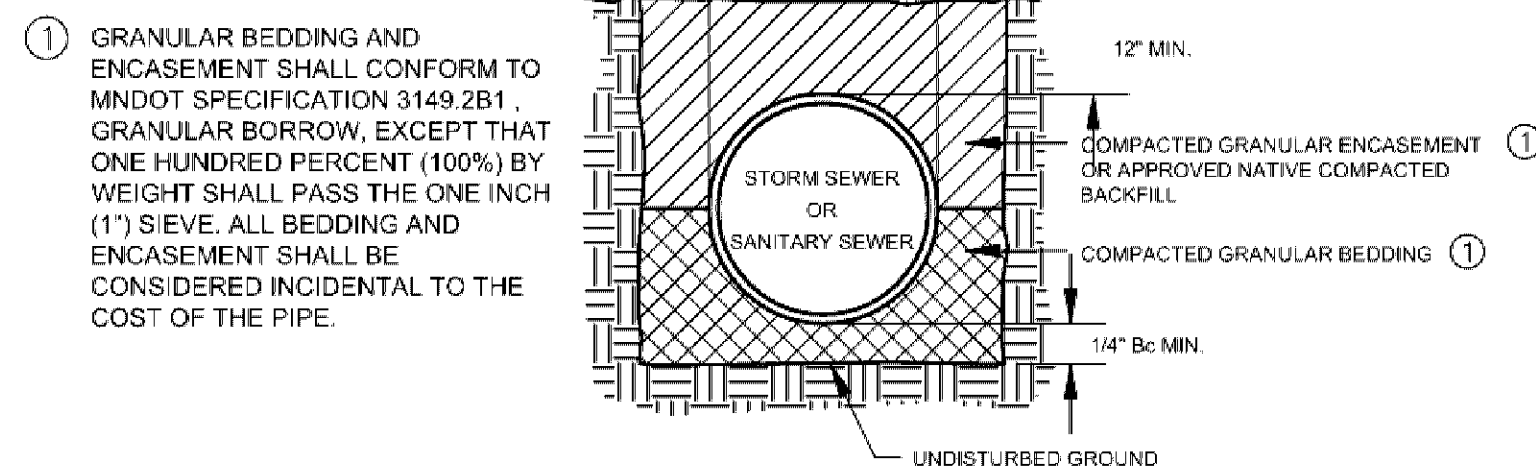 1 GRANULAR BEDDING AND
ENCASEMENT SHALL CONFORM TO
MNDOT SPECIFICATION 3149.2B1 ,
GRANULAR BORROW, EXCEPT THAT
ONE HUNDRED PERCENT (100%) BY
WEIGHT SHALL PASS THE ONE INCH
(1") SIEVE. ALL BEDDING AND
ENCASEMENT SHALL BE
CONSIDERED INCIDENTAL TO THE
COST OF THE PIPE.
STORM SEWER
OR
SANITARY SEWER
12" MIN.
COMPACTED GRANULAR ENCASEMENT 1
OR APPROVED NATIVE COMPACTED
BACKFILL
COMPACTED GRANULAR BEDDING 1
1/4" Bc MIN.
UNDISTURBED GROUND